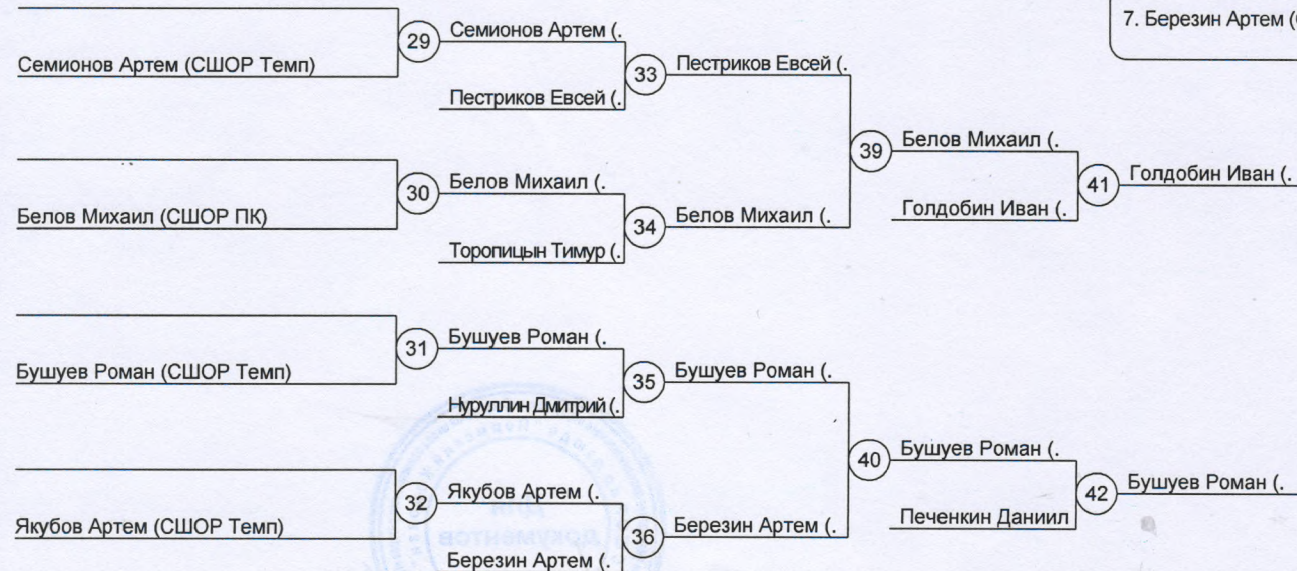 7. Березин Артем (
29
Семионов Артем (.
Семионов Артем (СШОР Темп)
33
Пестриков Евсей (.
Пестриков Евсей (.
39
Белов Михаил (.
30
Белов Михаил (.
Белов Михаил (СШОР ПК)
34
Белов Михаил (.
Торопицын Тимур (.
Голдобин Иван (.
41
Голдобин Иван (.
31
Бушуев Роман (.
Бушуев Роман (СШОР Темп)
35
Бушуев Роман (.
Нуруллин Дмитрий (.
40
Бушуев Роман (.
32
Якубов Артем (.
Якубов Артем (СШОР Темп)
36
Березин Артем (.
Березин Артем (.
Печенкин Даниил
42
Бушуев Роман (.
Для
документов